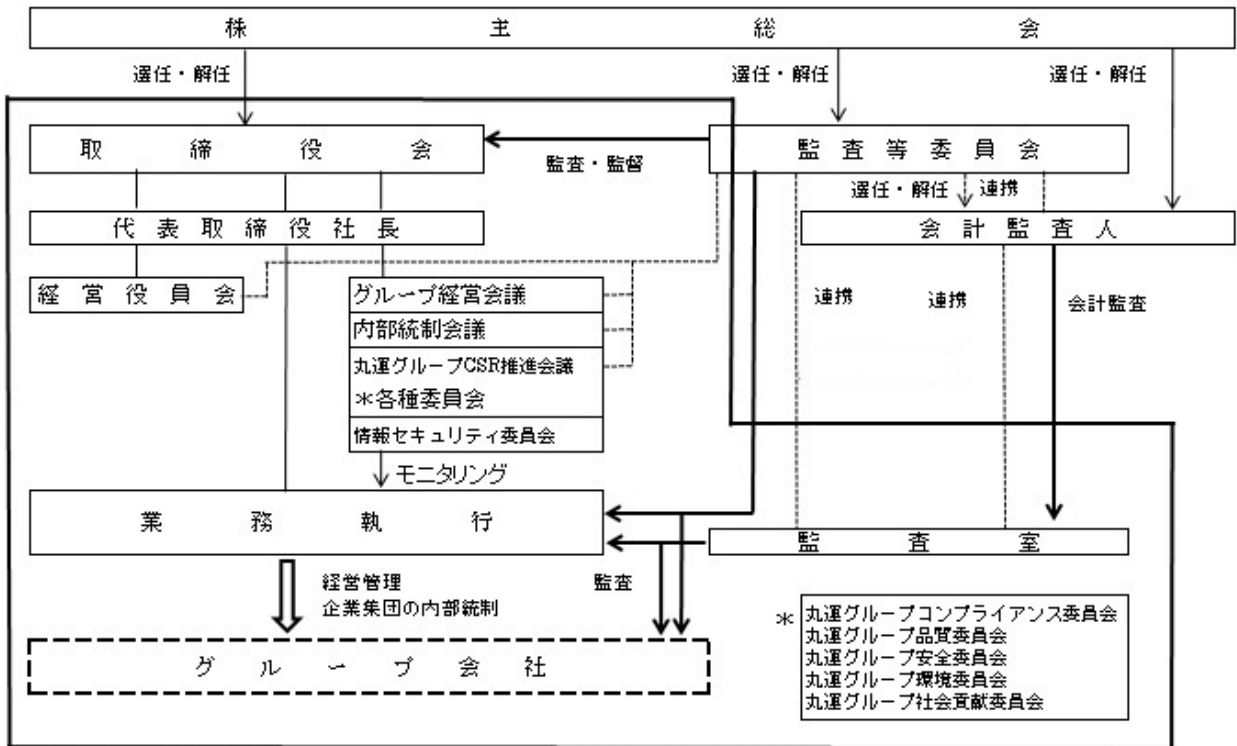 株主総会
選任・解任
選任・解任
選任・解任
取締役会
監査・監督
監査等委員会
選任・解任
連携
代表取締役社長
会計監査人
経営役員会
グループ経営会議
内部統制会議
丸運グループCSR推進会議
*各種委員会
情報セキュリティ委員会
連携
連携
会計監査
モニタリング
業務執行
監査室
経営管理
企業集団の内部統制
監査
グループ会社
*
丸運グループコンプライアンス委員会
丸運グループ品質委員会
丸運グループ安全委員会
丸運グループ環境委員会
丸運グループ社会貢献委員会